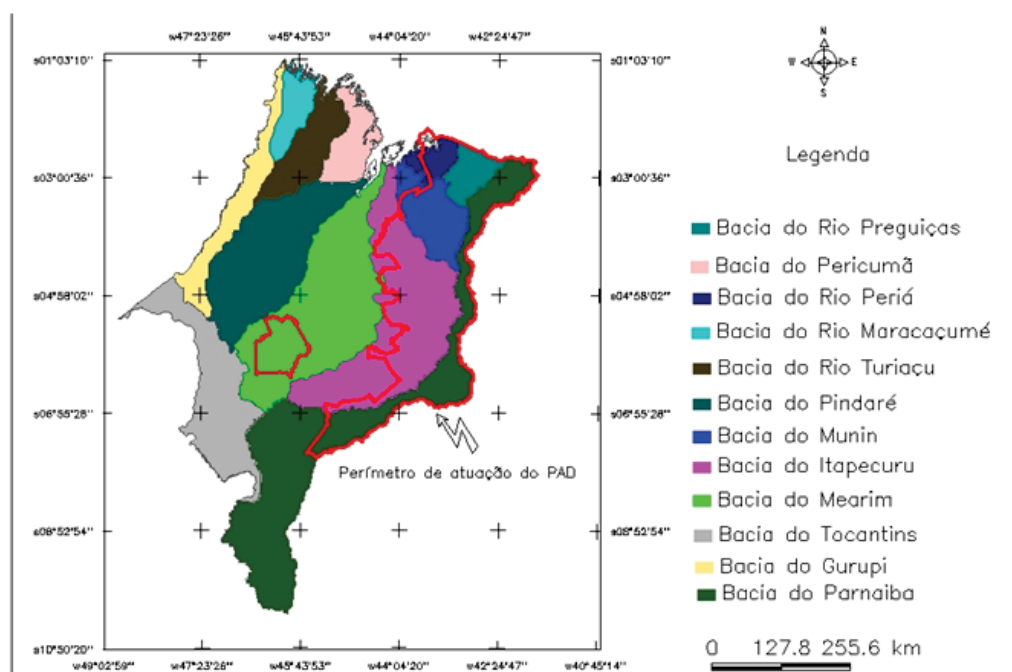 w47°23'26" w45°43'53" w44°04'20" w42°24'47"
N
W E
S
s01°03'10" s01°03'10"
Legenda
s03°00'36" s03°00'36"
Bacia do Rio Preguiças
Bacia do Pericumã
Bacia do Rio Periá
s04°58'02" s04°58'02"
Bacia do Rio Maracaçumé
Bacia do Rio Turiaçu
Bacia do Pindaré
s06°55'28" s06°55'28"
Bacia do Munin
Bacia do Itapecuru
Perímetro de atuação do PAD
Bacia do Mearim
s08°52'54" s08°52'54"
Bacia do Tocantins
Bacia do Gurupi
Bacia do Parnaiba
s10°50'20"
0 127.8 255.6 km
w49°02'59" w47°23'26" w45°43'53" w44°04'20" w42°24'47" w40°45'14"